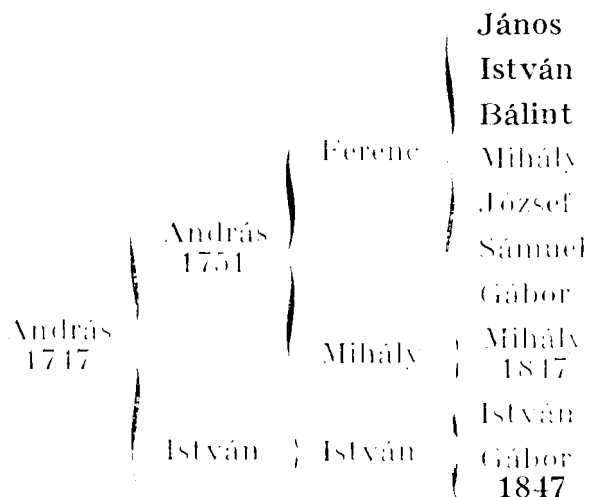 János
István
Bálint
Ferenc
Mihály
József
András
1751
Sámuel
Gábor
András
1747
Mihály
Mihály
1847
István
István
István
Gábor
1847